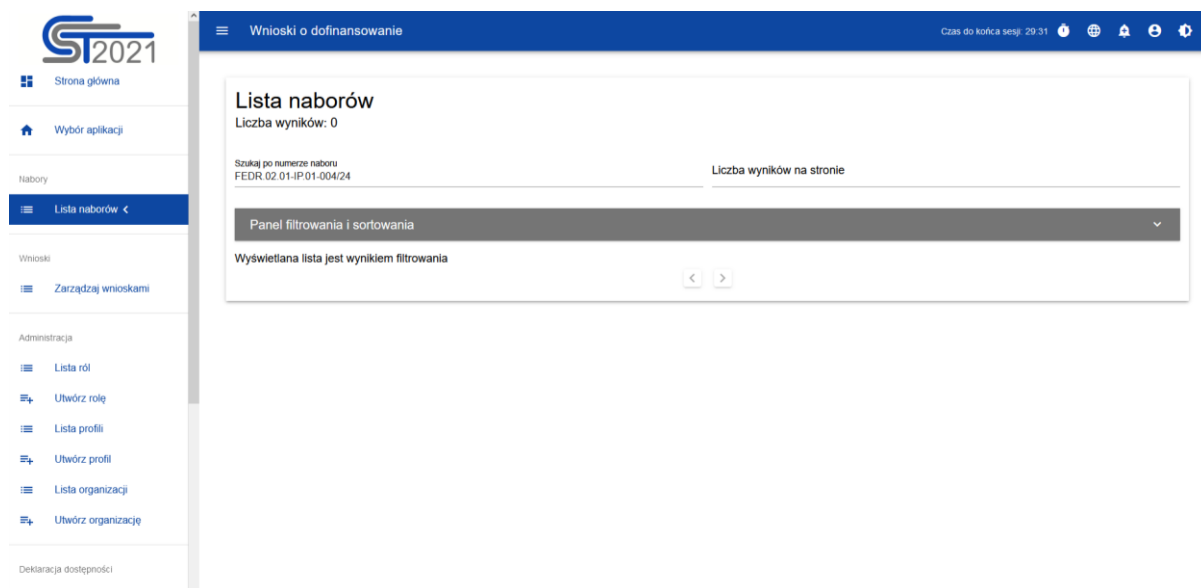 ST2021
Strona główna
Wybór aplikacji
Nabory
Lista naborów
Wnioski
Zarządzaj wnioskami
Administracja
Lista ról
Utwórz rolę
Lista profili
Utwórz profil
Lista organizacji
Utwórz organizację
Deklaracja dostępności
Wnioski o dofinansowanie
Czas do końca sesji: 29:31
Lista naborów
Liczba wyników: 0
Szukaj po numerze naboru
FEDR.02.01-IP.01-004/24
Liczba wyników na stronie
Panel filtrowania i sortowania
Wyświetlana lista jest wynikiem filtrowania